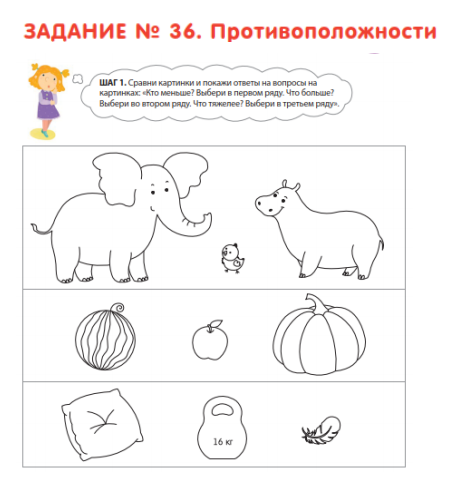 ЗАДАНИЕ № 36. Противоположности
ШАГ 1. Сравни картинки и покажи ответы на вопросы на
картинках: «Кто меньше? Выбери в первом ряду. Что больше?
Выбери во втором ряду. Что тяжелее? Выбери в третьем ряду».
16 кг